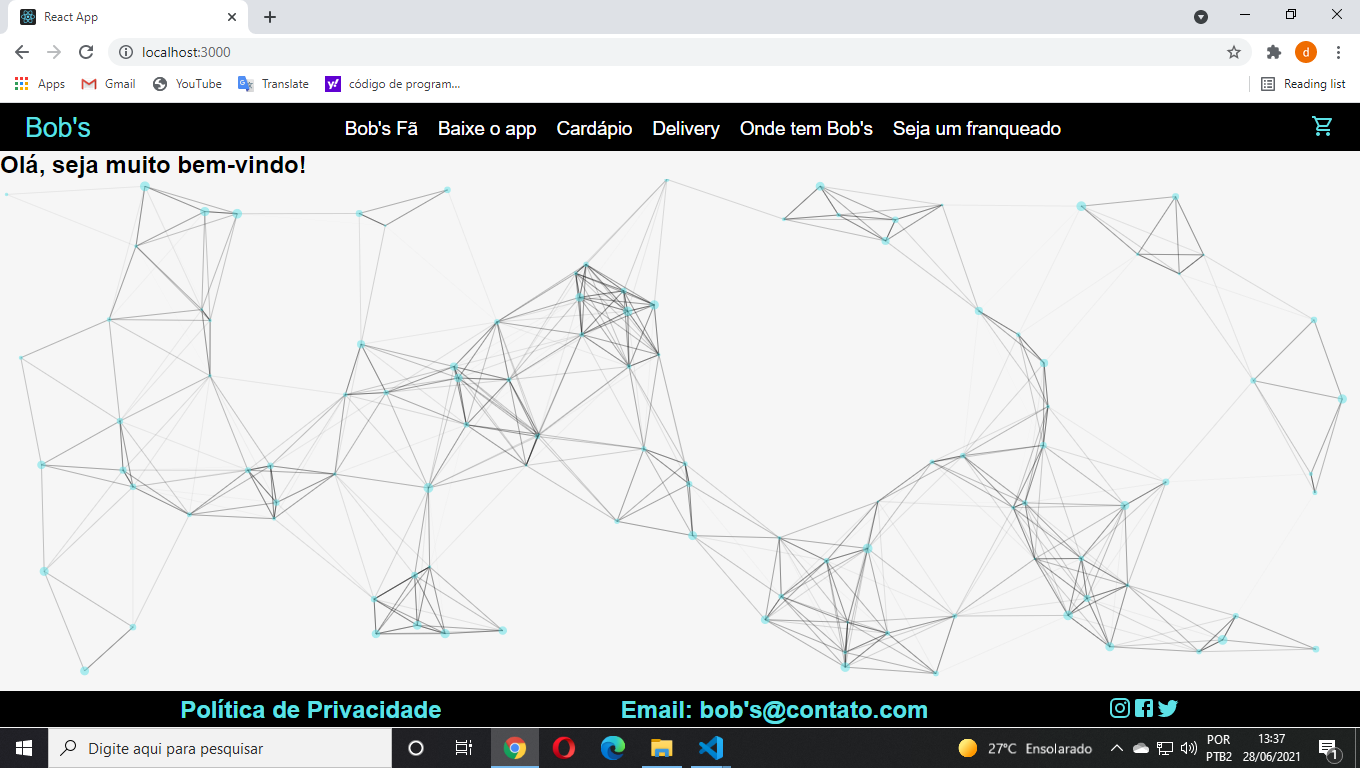 React App
localhost:3000
d
Apps Gmail YouTube Translate y! código de program... Reading list
Bob's Bob's Fã Baixe o app Cardápio Delivery Onde tem Bob's Seja um franqueado
Olá, seja muito bem-vindo!
Política de Privacidade Email: bob's@contato.com
Digite aqui para pesquisar 27°C Ensolarado POR 13:37
PTB2 28/06/2021 1